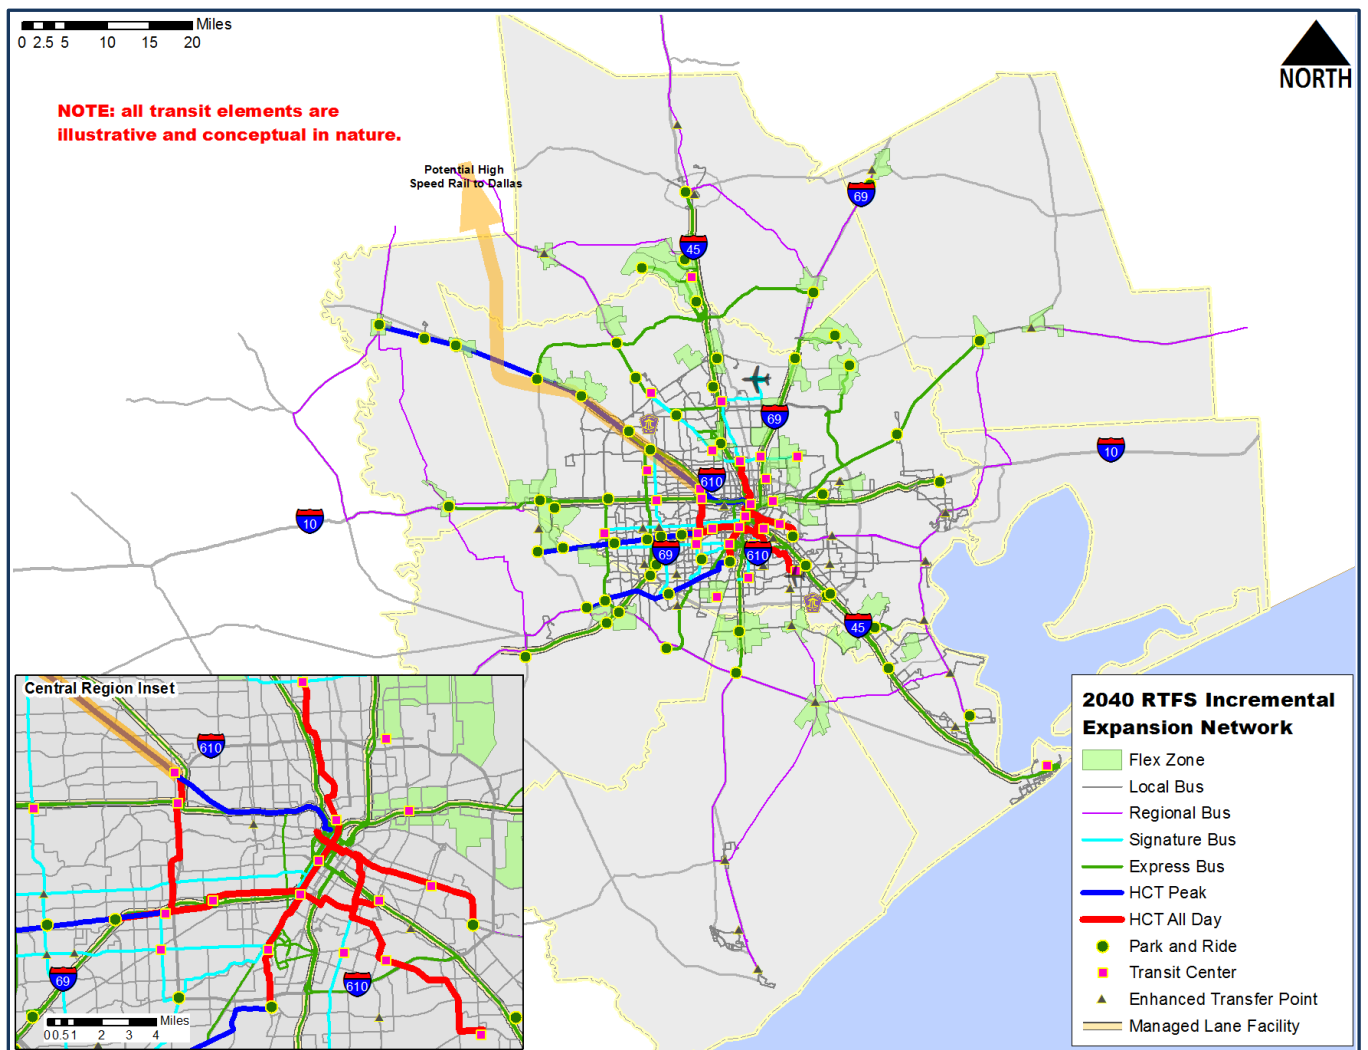 Miles
0 2.5 5 10 15 20
NORTH
NOTE: all transit elements are
illustrative and conceptual in nature.
Potential High
Speed Rail to Dallas
69
45
69
10
610
10
69
610
45
Central Region Inset
610
69
610
Miles
0 0.5 1 2 3 4
2040 RTFS Incremental
Expansion Network
Flex Zone
Local Bus
Regional Bus
Signature Bus
Express Bus
HCT Peak
HCT All Day
Park and Ride
Transit Center
Enhanced Transfer Point
Managed Lane Facility